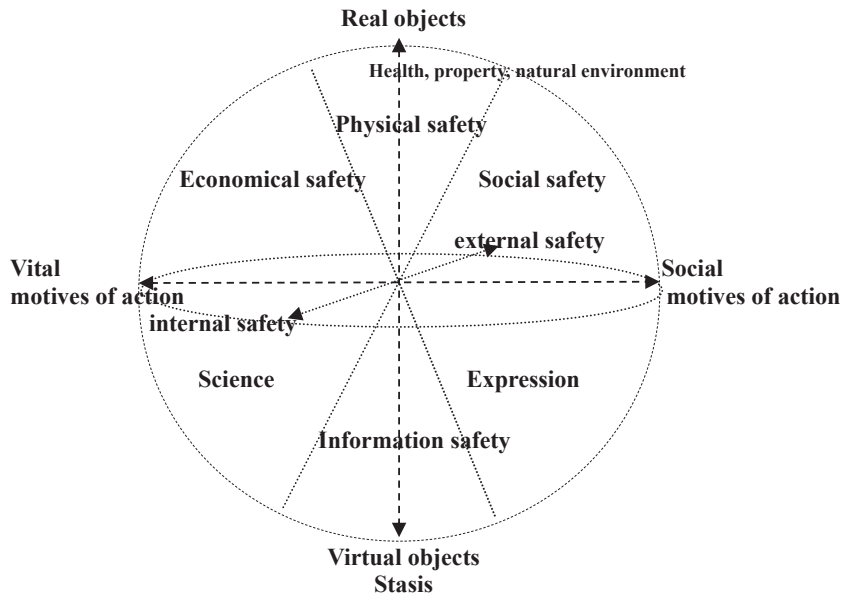 Real objects
Health, property, natural environment
Physical safety
Economical safety
Social safety
external safety
Vital
motives of action
Social
motives of action
internal safety
Science
Expression
Information safety
Virtual objects
Stasis